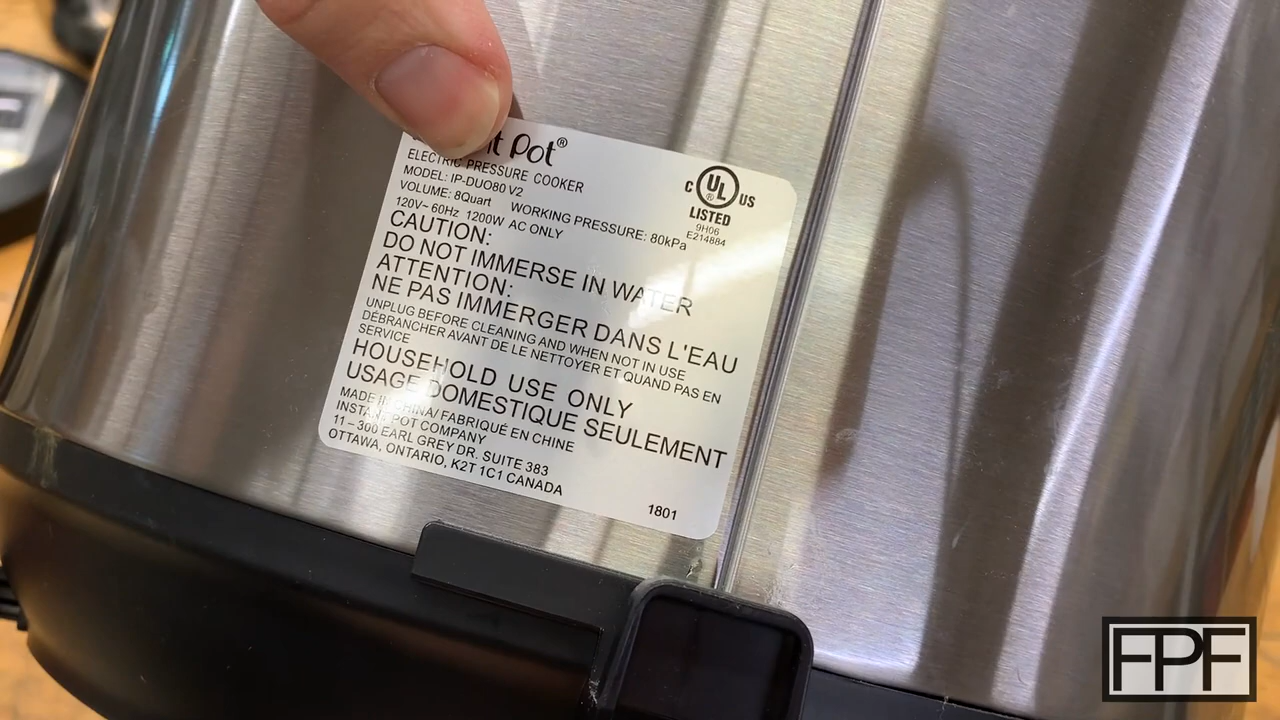 t Pot®
ELECTRIC PRESSURE COOKER
MODEL: IP-DUO80 V2
VOLUME: 8Quart WORKING PRESSURE: 80kPa
120V~ 60Hz 1200W AC ONLY
C UL ® US
LISTED
9H06
E214884
CAUTION:
DO NOT IMMERSE IN WATER
ATTENTION:
NE PAS IMMERGER DANS L'EAU
UNPLUG BEFORE CLEANING AND WHEN NOT IN USE
DÉBRANCHER AVANT DE LE NETTOYER ET QUAND PAS EN
SERVICE
HOUSEHOLD USE ONLY
USAGE DOMESTIQUE SEULEMENT
MADE IN CHINA/ FABRIQUÉ EN CHINE
INSTANT POT COMPANY
11 – 300 EARL GREY DR. SUITE 383
OTTAWA, ONTARIO, K2T 1C1 CANADA
1801
FPF